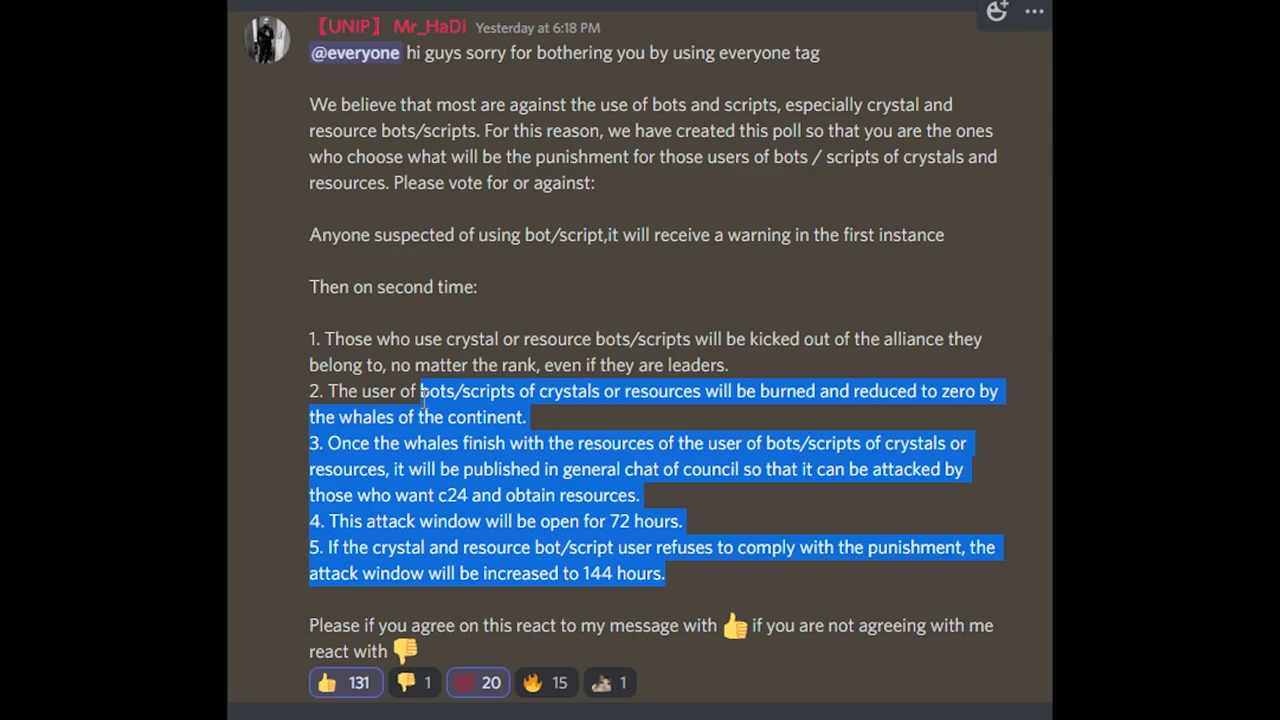 【UNIP】 Mr_HaDi Yesterday at 6:18 PM
@everyone hi guys sorry for bothering you by using everyone tag
We believe that most are against the use of bots and scripts, especially crystal and
resource bots/scripts. For this reason, we have created this poll so that you are the ones
who choose what will be the punishment for those users of bots / scripts of crystals and
resources. Please vote for or against:
Anyone suspected of using bot/script,it will receive a warning in the first instance
Then on second time:
1. Those who use crystal or resource bots/scripts will be kicked out of the alliance they
belong to, no matter the rank, even if they are leaders.
2. The user of bots/scripts of crystals or resources will be burned and reduced to zero by
the whales of the continent.
3. Once the whales finish with the resources of the user of bots/scripts of crystals or
resources, it will be published in general chat of council so that it can be attacked by
those who want c24 and obtain resources.
4. This attack window will be open for 72 hours.
5. If the crystal and resource bot/script user refuses to comply with the punishment, the
attack window will be increased to 144 hours.
Please if you agree on this react to my message with 👍 if you are not agreeing with me
react with 👎
👍 131 👎 1 💯 20 🔥 15 1